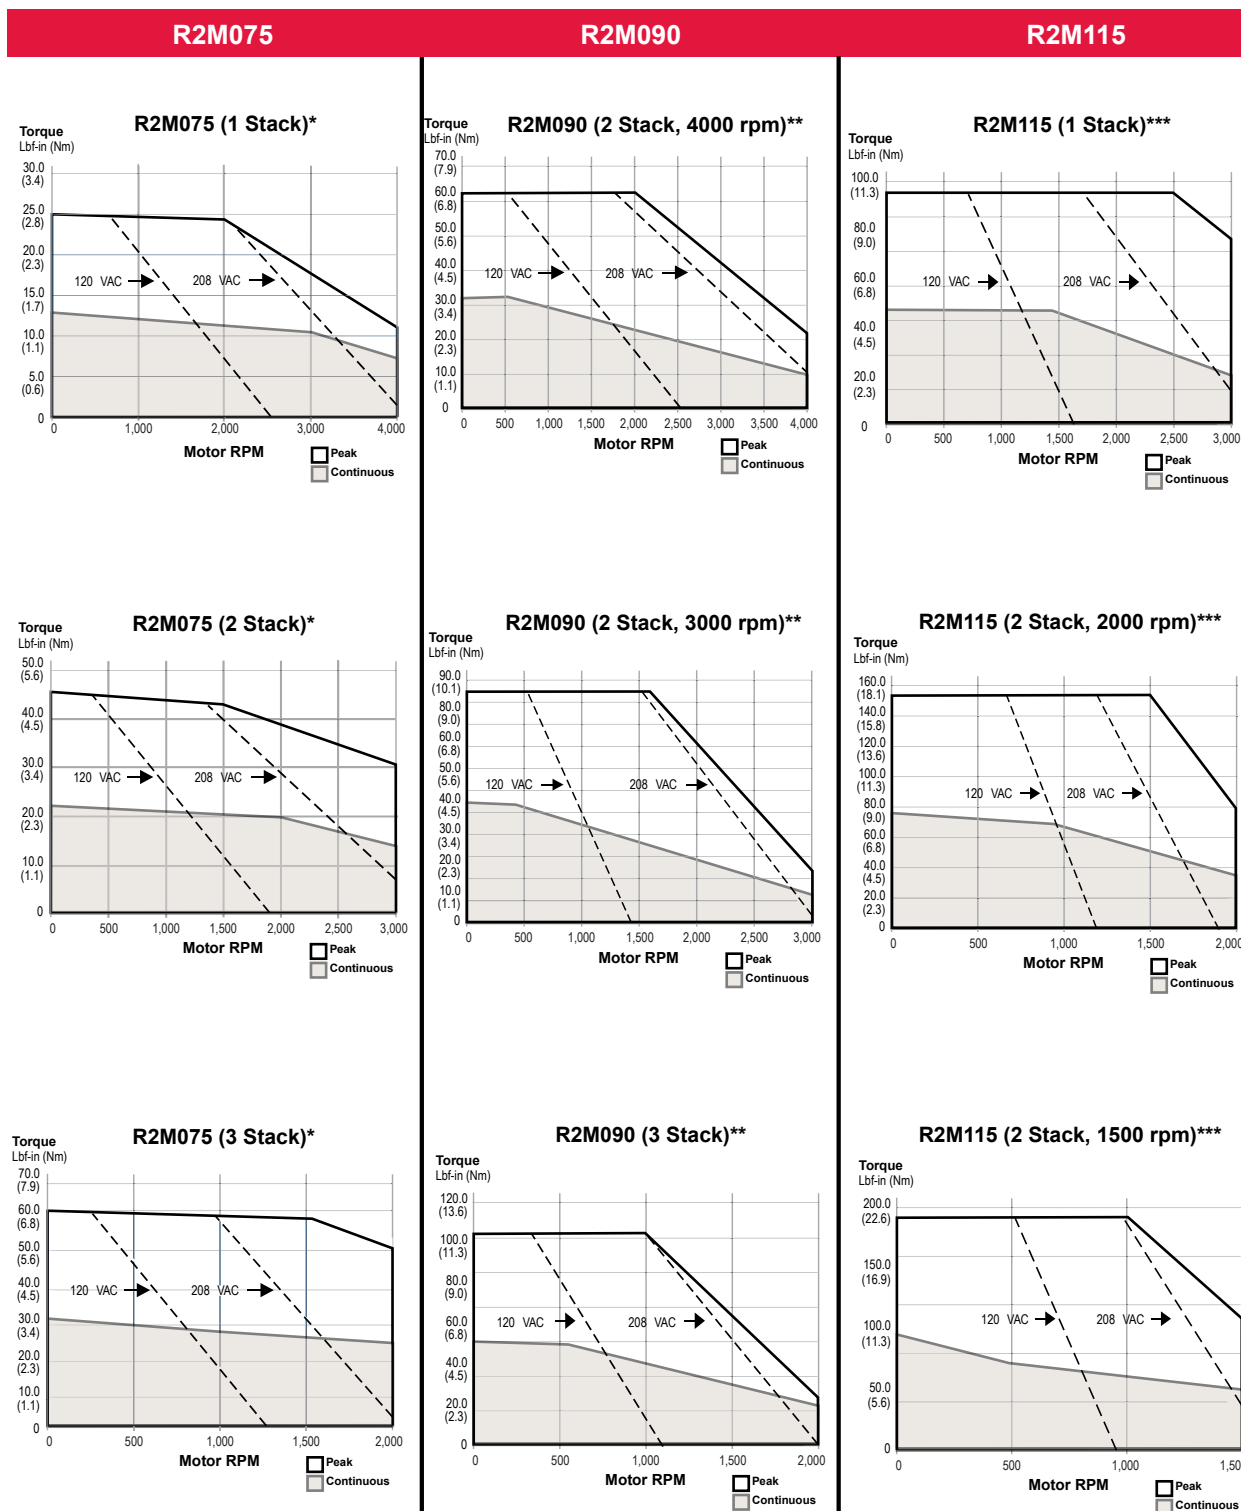 R2M075
R2M090
R2M115
R2M075 (1 Stack)*
Torque
Lbf-in (Nm)
30.0
(3.4)
25.0
(2.8)
20.0
(2.3)
15.0
(1.7)
10.0
(1.1)
5.0
(0.6)
0
120 VAC
208 VAC
0 1,000 2,000 3,000 4,000
Motor RPM
Peak
Continuous
R2M090 (2 Stack, 4000 rpm)**
Torque
Lbf-in (Nm)
70.0
(7.9)
60.0
(6.8)
50.0
(5.6)
40.0
(4.5)
30.0
(3.4)
20.0
(2.3)
10.0
(1.1)
0
120 VAC
208 VAC
0 500 1,000 1,500 2,000 2,500 3,000 3,500 4,000
Motor RPM
Peak
Continuous
R2M115 (1 Stack)***
Torque
Lbf-in (Nm)
100.0
(11.3)
80.0
(9.0)
60.0
(6.8)
40.0
(4.5)
20.0
(2.3)
0
120 VAC
208 VAC
0 500 1,000 1,500 2,000 2,500 3,000
Motor RPM
Peak
Continuous
R2M075 (2 Stack)*
Torque
Lbf-in (Nm)
50.0
(5.6)
40.0
(4.5)
30.0
(3.4)
20.0
(2.3)
10.0
(1.1)
0
120 VAC
208 VAC
0 500 1,000 1,500 2,000 2,500 3,000
Motor RPM
Peak
Continuous
R2M090 (2 Stack, 3000 rpm)**
Torque
Lbf-in (Nm)
90.0
(10.1)
80.0
(9.0)
60.0
(6.8)
50.0
(5.6)
40.0
(4.5)
30.0
(3.4)
20.0
(2.3)
10.0
(1.1)
0
120 VAC
208 VAC
0 500 1,000 1,500 2,000 2,500 3,000
Motor RPM
Peak
Continuous
R2M115 (2 Stack, 2000 rpm)***
Torque
Lbf-in (Nm)
160.0
(18.1)
140.0
(15.8)
120.0
(13.6)
100.0
(11.3)
80.0
(9.0)
60.0
(6.8)
40.0
(4.5)
20.0
(2.3)
0
120 VAC
208 VAC
0 500 1,000 1,500 2,000
Motor RPM
Peak
Continuous
R2M075 (3 Stack)*
Torque
Lbf-in (Nm)
70.0
(7.9)
60.0
(6.8)
50.0
(5.6)
40.0
(4.5)
30.0
(3.4)
20.0
(2.3)
10.0
(1.1)
0
120 VAC
208 VAC
0 500 1,000 1,500 2,000
Motor RPM
Peak
Continuous
R2M090 (3 Stack)**
Torque
Lbf-in (Nm)
120.0
(13.6)
100.0
(11.3)
80.0
(9.0)
60.0
(6.8)
40.0
(4.5)
20.0
(2.3)
0
120 VAC
208 VAC
0 500 1,000 1,500 2,000
Motor RPM
Peak
Continuous
R2M115 (2 Stack, 1500 rpm)***
Torque
Lbf-in (Nm)
200.0
(22.6)
150.0
(16.9)
100.0
(11.3)
50.0
(5.6)
0
120 VAC
208 VAC
0 500 1,000 1,500
Motor RPM
Peak
Continuous